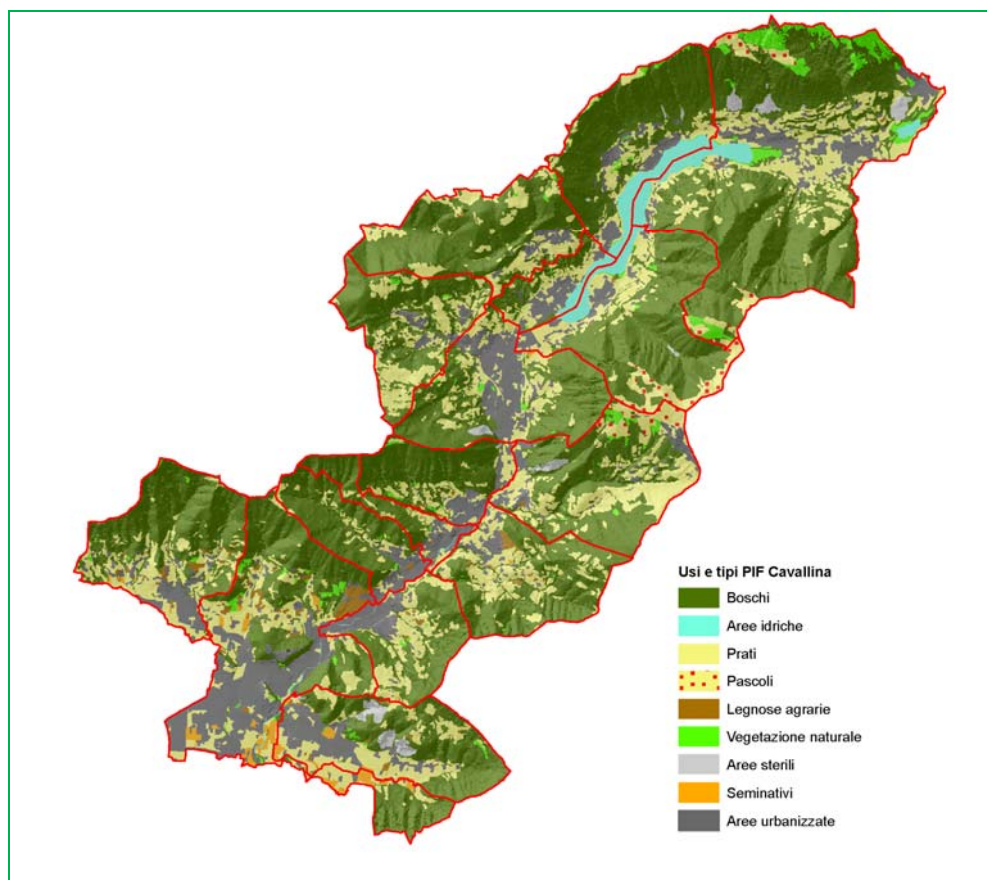 Usi e tipi PIF Cavallina
Boschi
Aree idriche
Prati
Pascoli
Legnose agrarie
Vegetazione naturale
Aree sterili
Seminativi
Aree urbanizzate